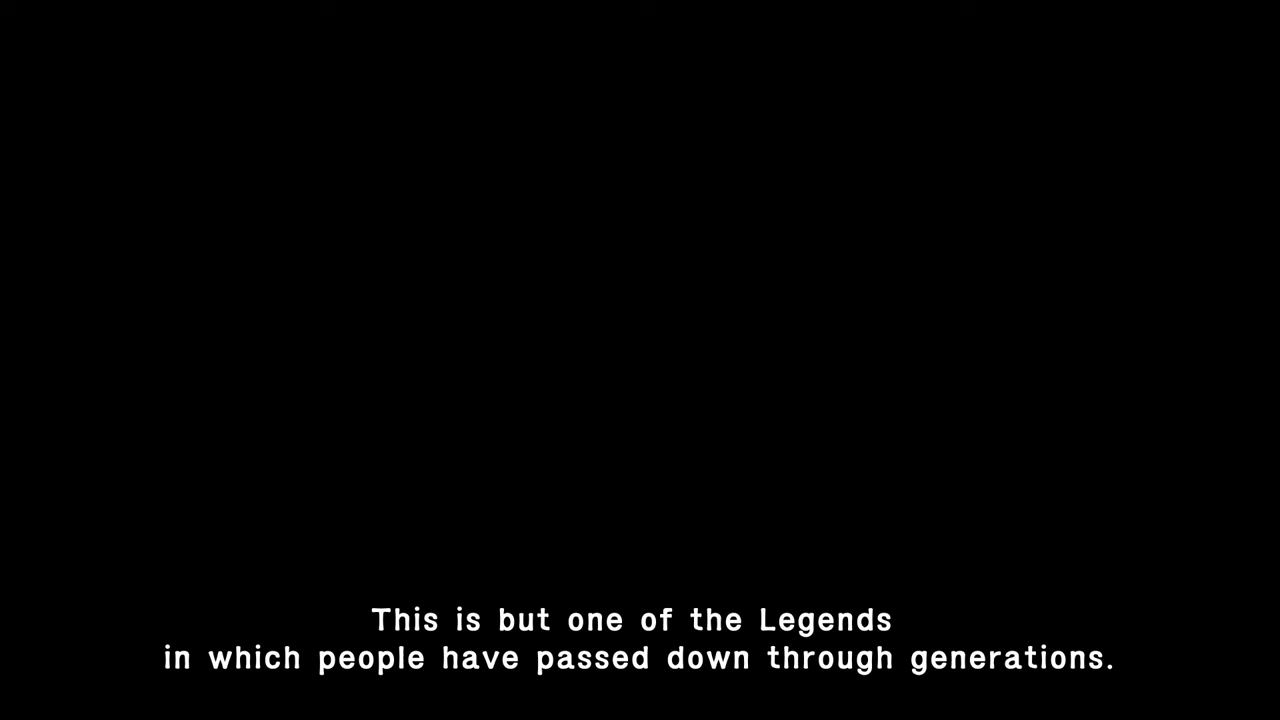 This is but one of the Legends
in which people have passed down through generations.